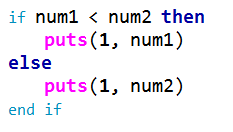 if num1 < num2 then
    puts(1, num1)
else
    puts(1, num2)
end if